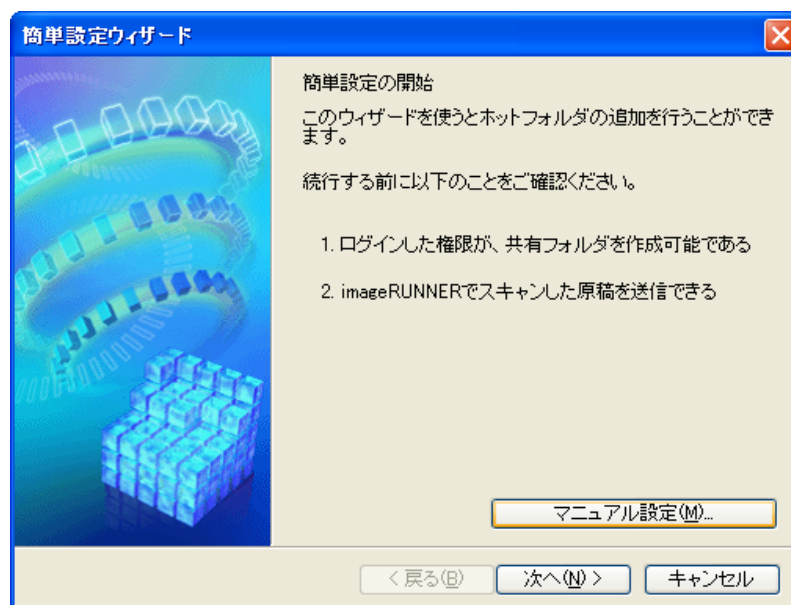 簡単設定ウィザード
簡単設定の開始
このウィザードを使うとホットフォルダの追加を行うことができ
ます。
続行する前に以下のことをご確認ください。
1. ログインした権限が、共有フォルダを作成可能である
2. imageRUNNERでスキャンした原稿を送信できる
マニュアル設定(M)...
< 戻る(B)
次へ(N) >
キャンセル